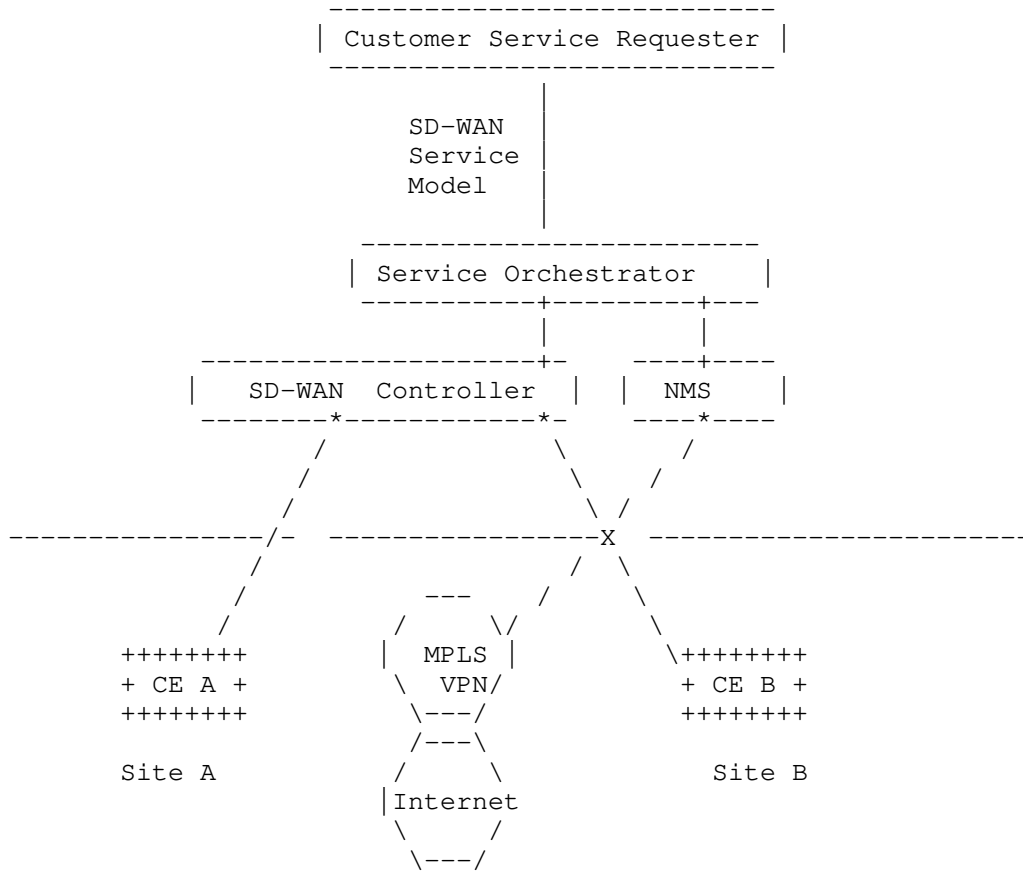 Customer Service Requester
SD-WAN
Service
Model
Service Orchestrator
SD-WAN Controller
NMS
X
MPLS
VPN
CE A
CE B
Site A
Site B
Internet